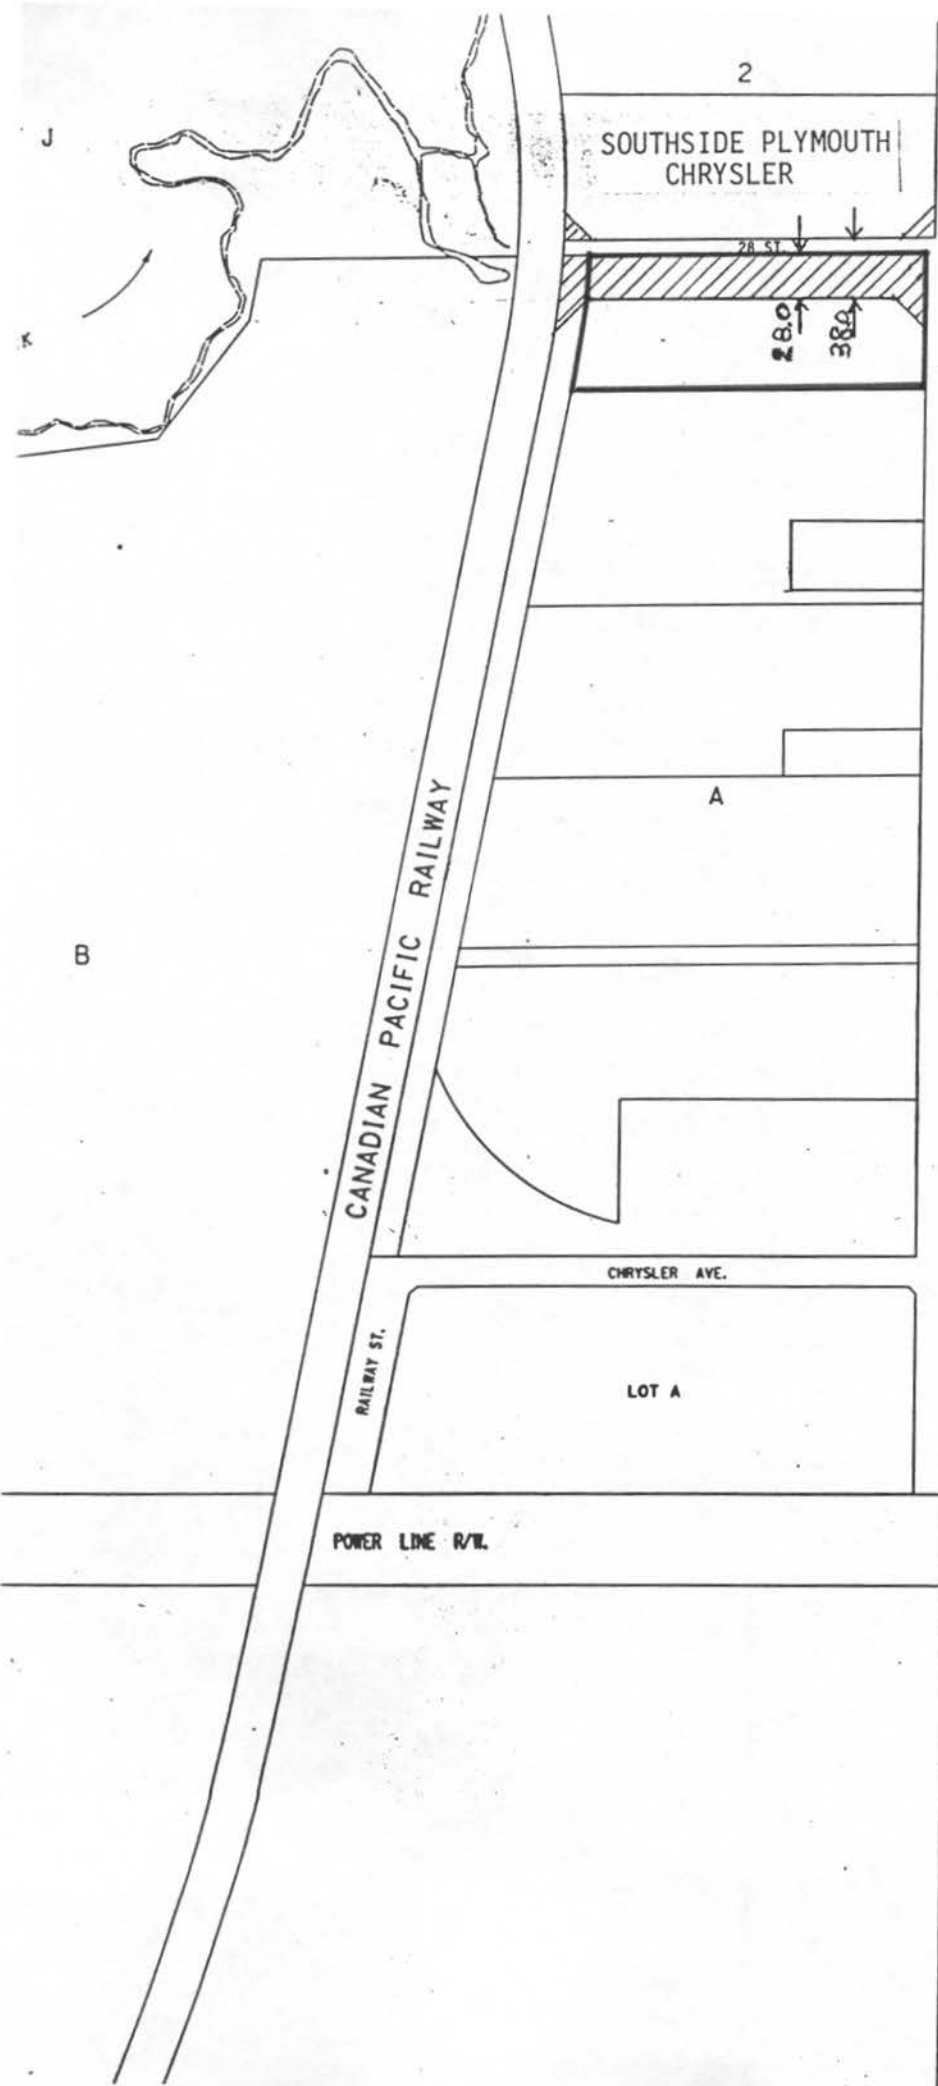 2
J
SOUTHSIDE PLYMOUTH
CHRYSLER
28 ST.
K
28.0
38.0
A
CANADIAN PACIFIC RAILWAY
B
CHRYSLER AVE.
RAILWAY ST.
LOT A
POWER LINE R/W.